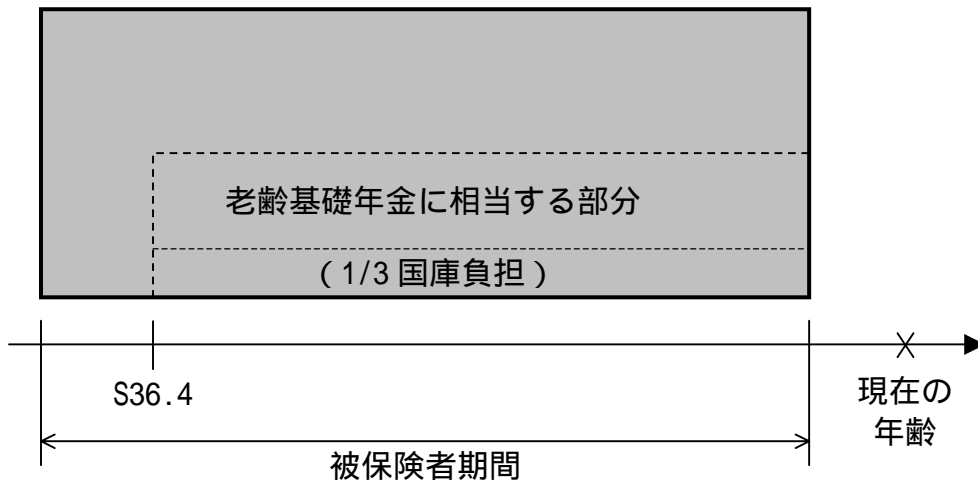 老齢基礎年金に相当する部分
(1/3 国庫負担)
S36.4
現在の
年齢
被保険者期間